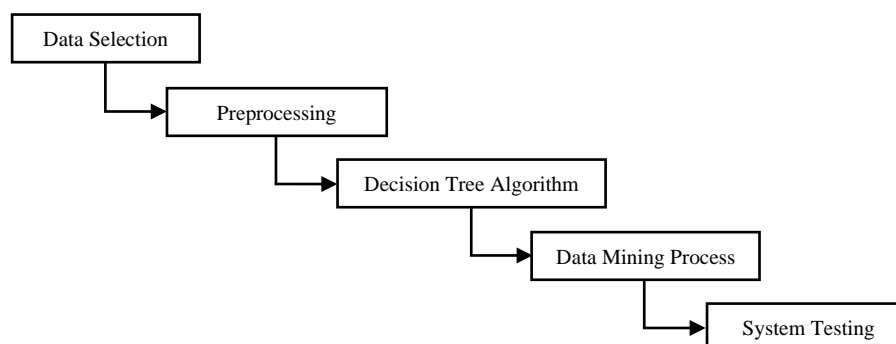 Data Selection
Preprocessing
Decision Tree Algorithm
Data Mining Process
System Testing